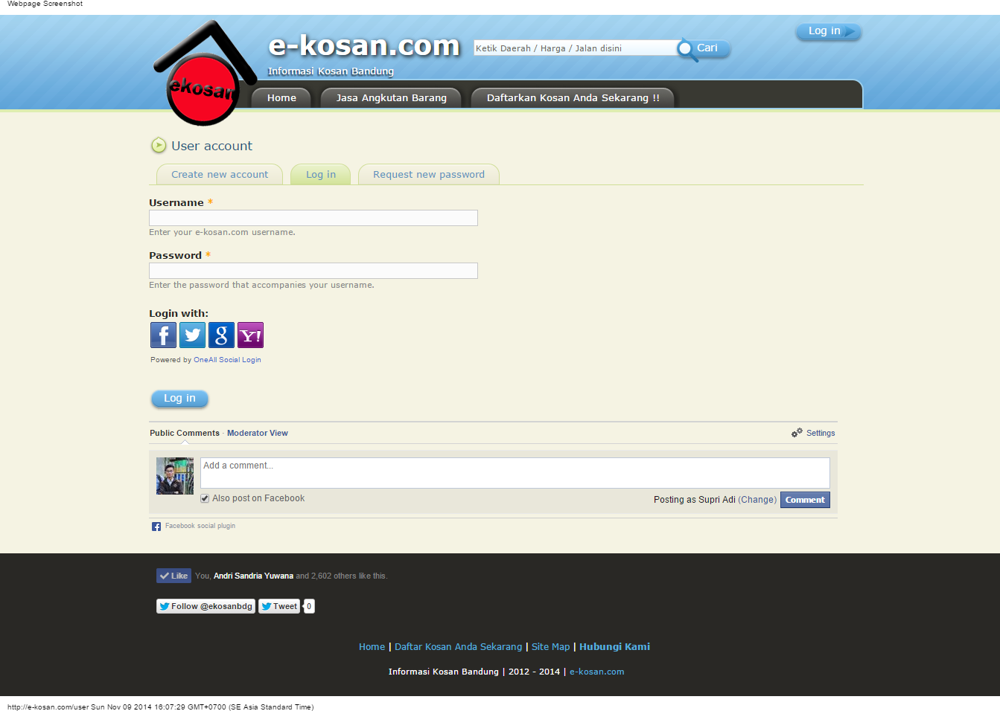 Webpage Screenshot
Log in
e-kosan.com
Ketik Daerah / Harga / Jalan disini
Cari
Informasi Kosan Bandung
ekosan
Home
Jasa Angkutan Barang
Daftarkan Kosan Anda Sekarang !!
User account
Create new account
Log in
Request new password
Username *
Enter your e-kosan.com username.
Password *
Enter the password that accompanies your username.
Login with:
f
g
Y!
Powered by OneAll Social Login
Log in
Public Comments · Moderator View
Settings
Add a comment...
Also post on Facebook
Posting as Supri Adi (Change)
Comment
Facebook social plugin
Like
You, Andri Sandria Yuwana and 2,602 others like this.
Follow @ekosanbdg
Tweet
0
Home | Daftar Kosan Anda Sekarang | Site Map | Hubungi Kami
Informasi Kosan Bandung | 2012 - 2014 | e-kosan.com
http://e-kosan.com/user Sun Nov 09 2014 16:07:29 GMT+0700 (SE Asia Standard Time)